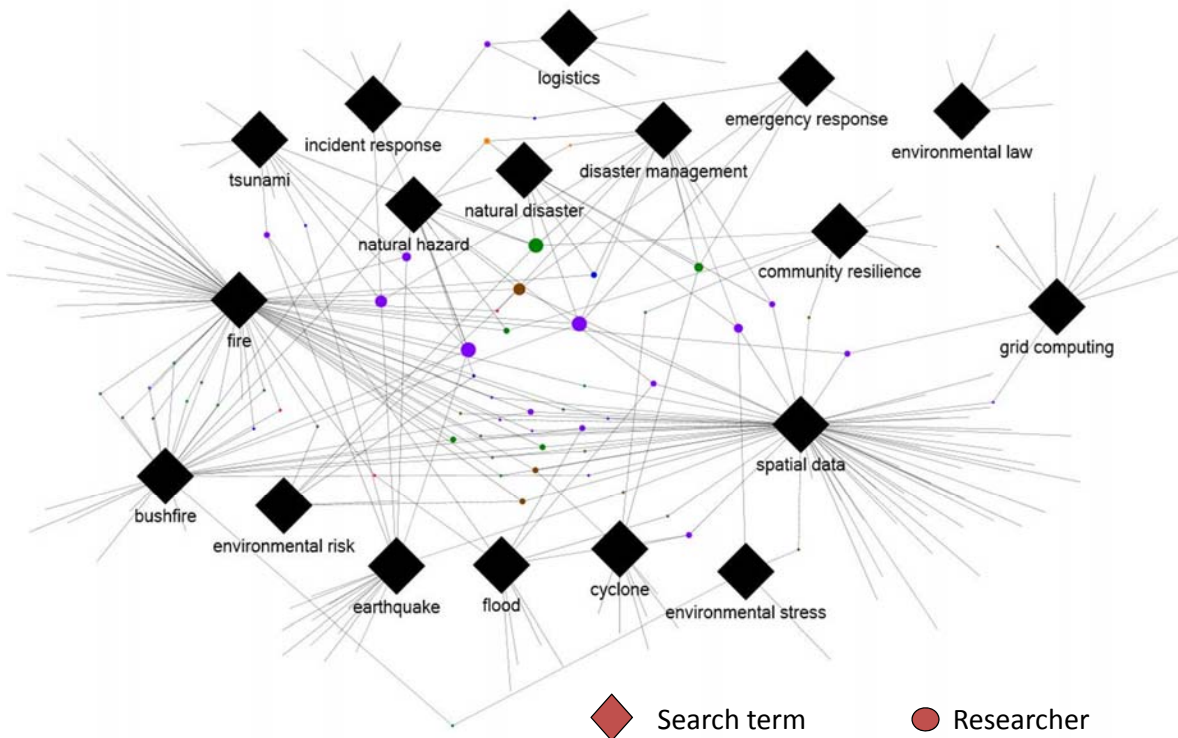 logistics
emergency response
incident response
environmental law
disaster management
tsunami
natural disaster
natural hazard
community resilience
fire
grid computing
spatial data
bushfire
environmental risk
cyclone
earthquake
flood
environmental stress
Search term
Researcher